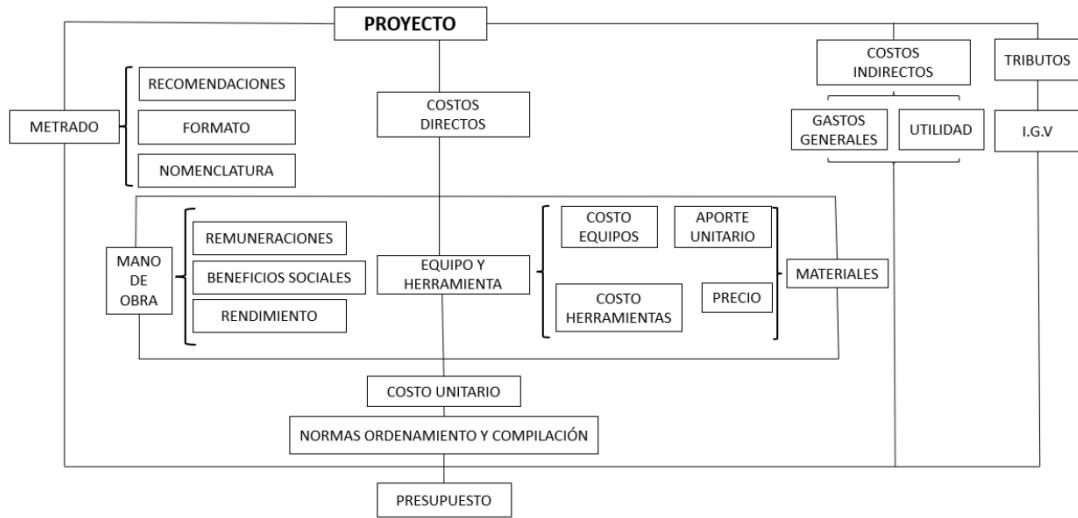 PROYECTO
COSTOS
INDIRECTOS
TRIBUTOS
RECOMENDACIONES
METRADO
FORMATO
NOMENCLATURA
COSTOS
DIRECTOS
GASTOS
GENERALES
UTILIDAD
I.G.V
MANO
DE
OBRA
REMUNERACIONES
BENEFICIOS SOCIALES
RENDIMIENTO
EQUIPO Y
HERRAMIENTA
COSTO
EQUIPOS
COSTO
HERRAMIENTAS
APORTE
UNITARIO
PRECIO
MATERIALES
COSTO UNITARIO
NORMAS ORDENAMIENTO Y COMPILACIÓN
PRESUPUESTO